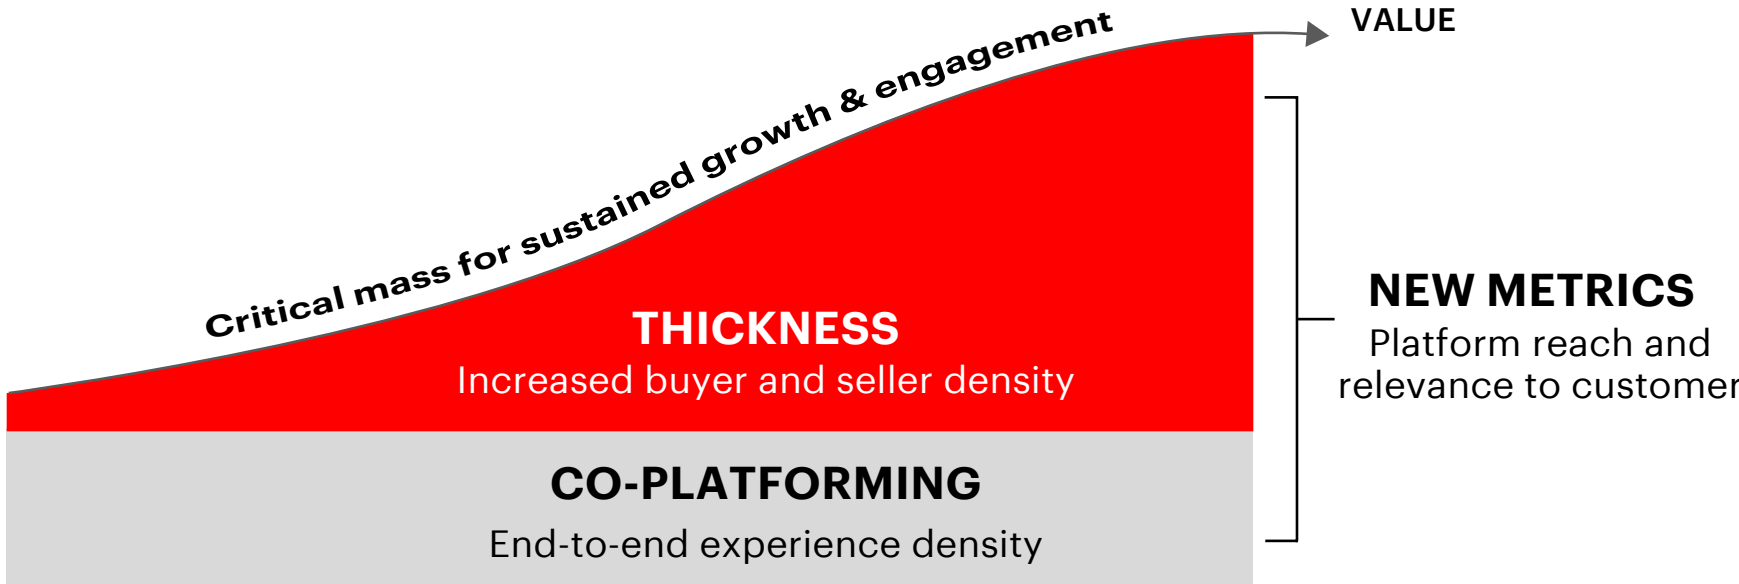 VALUE
Critical mass for sustained growth & engagement
NEW METRICS
Platform reach and
relevance to customer
THICKNESS
Increased buyer and seller density
CO-PLATFORMING
End-to-end experience density